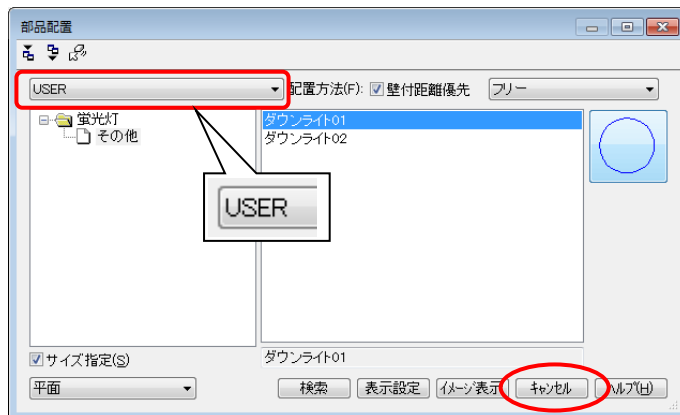 部品配置
USER
配置方法(F): 壁付距離優先 フリー
蛍光灯
その他
ダウンライト01
ダウンライト02
USER
サイズ指定(S)
ダウンライト01
平面
検索 表示設定 イメージ表示 キャンセル ヘルプ(H)